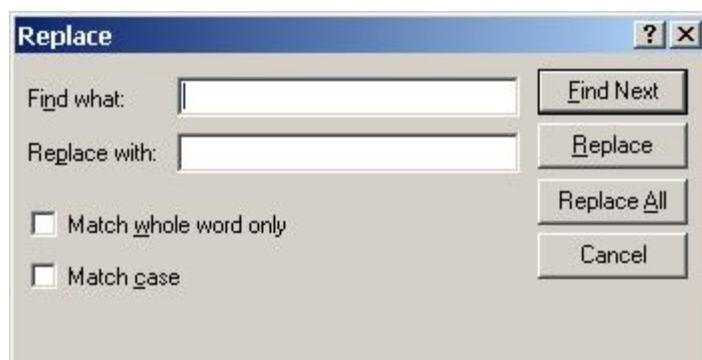 Replace
Find what:
Find Next
Replace with:
Replace
Match whole word only
Replace All
Match case
Cancel